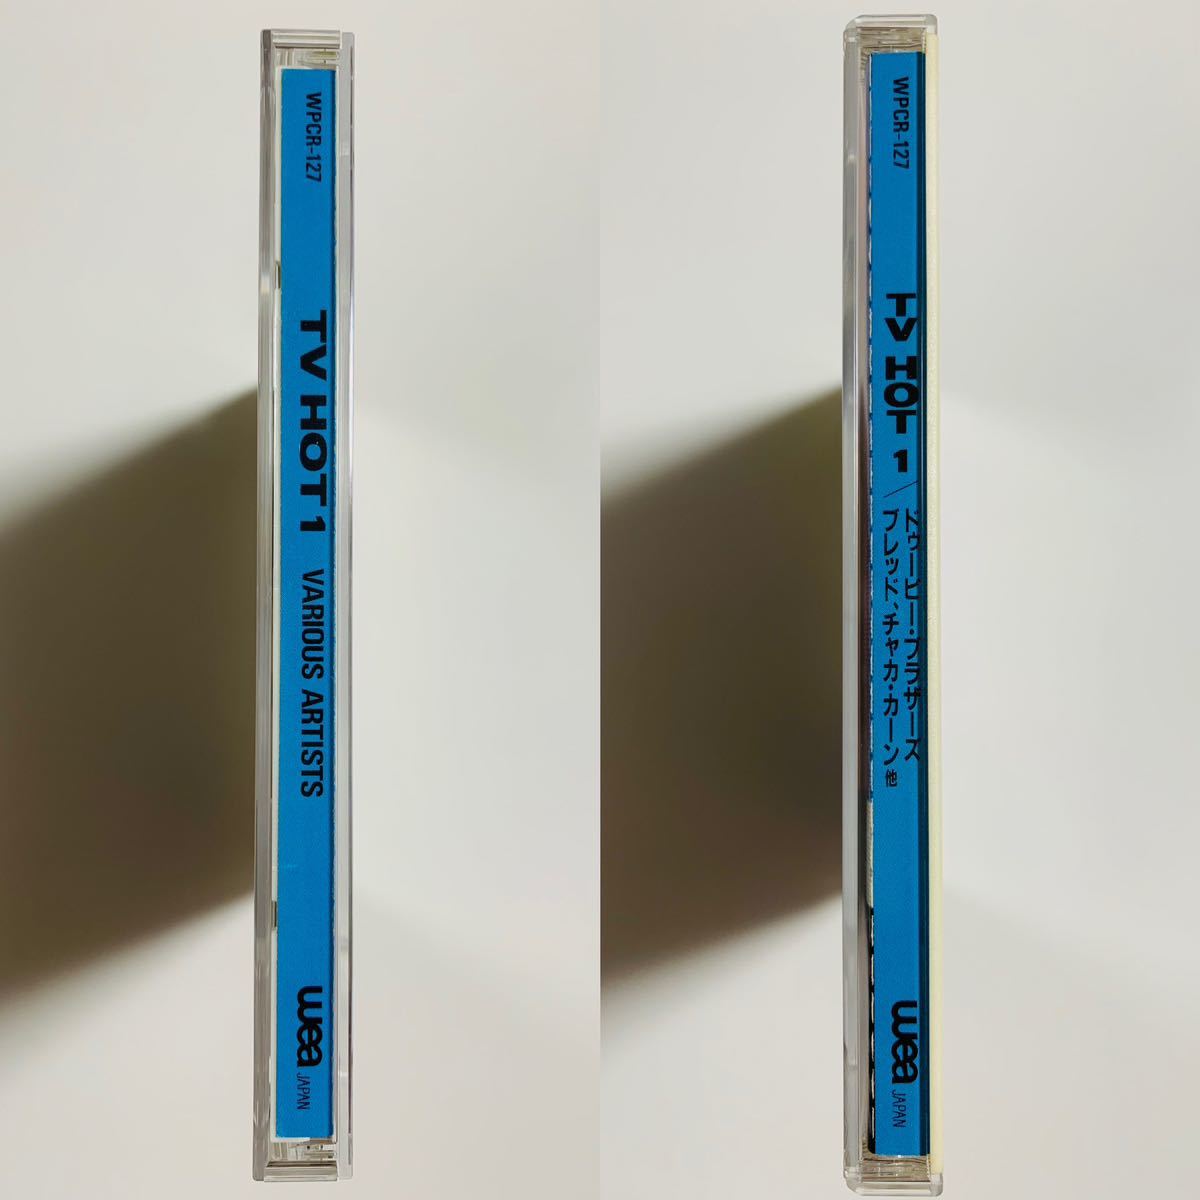 WPCR-127
TV HOT 1
VARIOUS ARTISTS
wea JAPAN
WPCR-127
TV HOT 1／
ドゥービー・ブラザーズ
ブレッド、チャカ・カーン 他
wea JAPAN